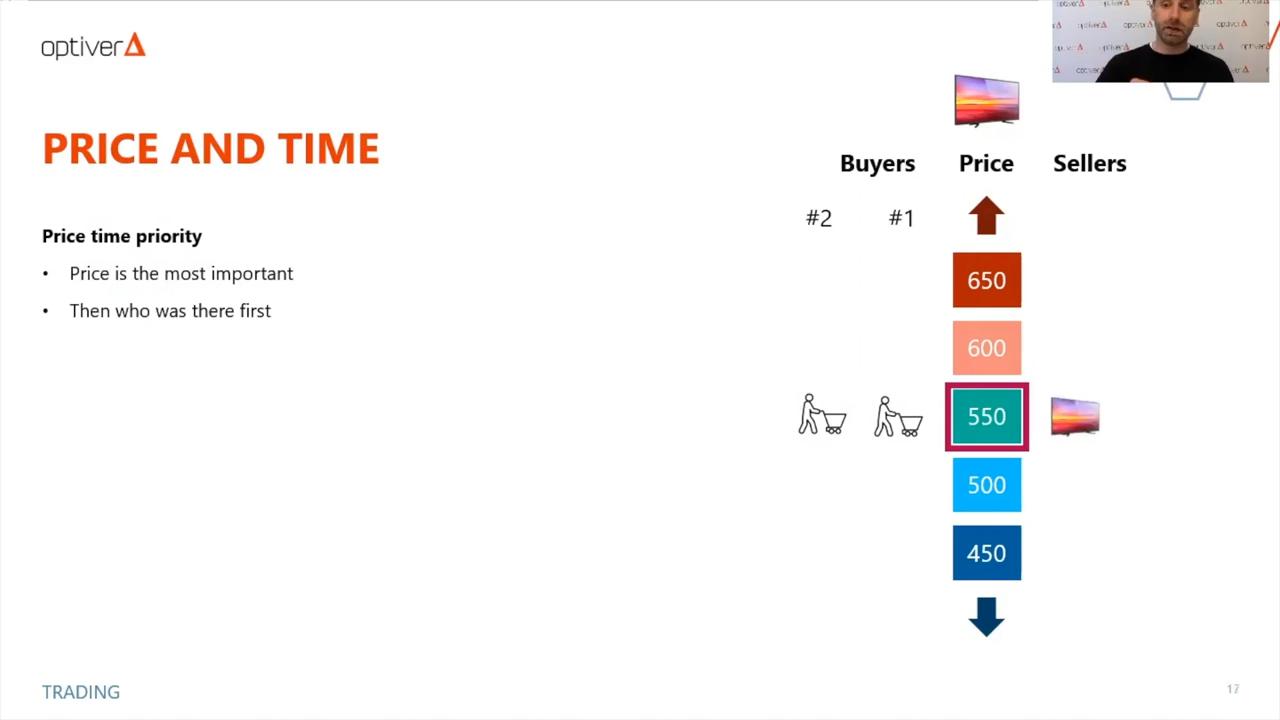 optiver
PRICE AND TIME
Price time priority
• Price is the most important
• Then who was there first
Buyers Price Sellers
#2 #1
650
600
550
500
450
TRADING